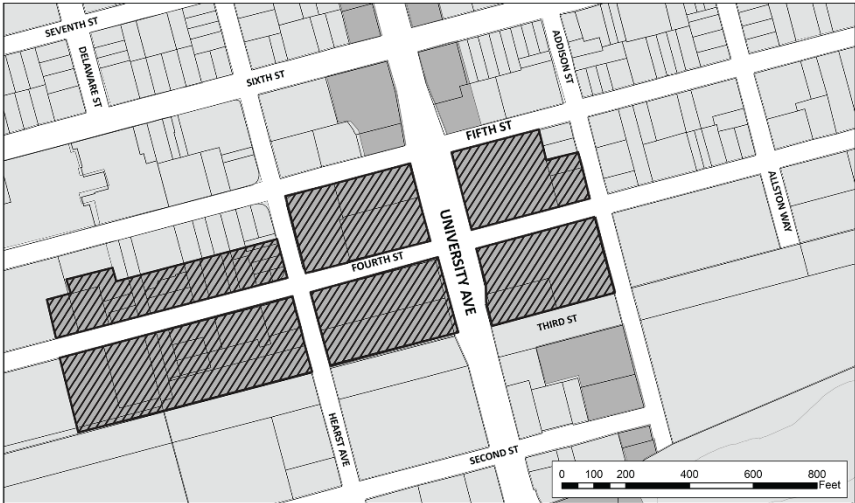 SEVENTH ST
DELAWARE ST
SIXTH ST
ADDISON ST
FIFTH ST
ALLSTON WAY
UNIVERSITY AVE
FOURTH ST
THIRD ST
HEARST AVE
SECOND ST
0 100 200 400 600 800
Feet